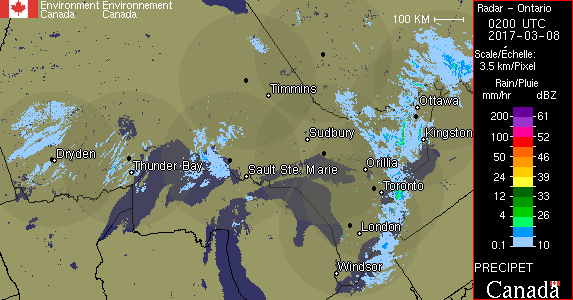 Environment Environnement
Canada Canada
100 KM
Timmins
Ottawa
Sudbury
Kingston
Dryden
Thunder Bay
Sault Ste. Marie
Orillia
Toronto
London
Windsor
Radar - Ontario
0200 UTC
2017-03-08
Scale/Échelle:
3.5 km/Pixel
Rain/Pluie
mm/hr dBZ
200 61
100 52
50 46
24 39
12 34
4 26
0.1 10
PRECIPET
Canada